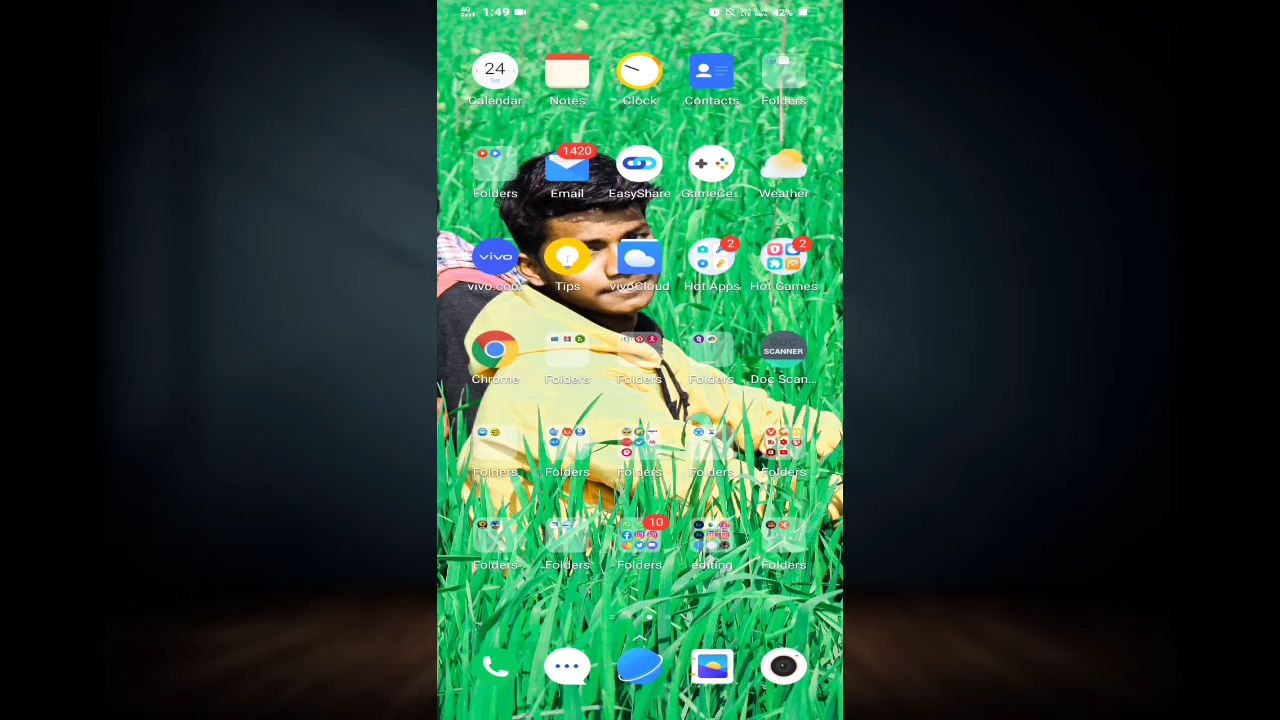 4G 1:49 42%
24
Calendar Notes Clock Contacts Folders
1420
Folders Email EasyShare GameCe... Weather
2 2
vivo
vivo.com Tips vivoCloud Hot Apps Hot Games
DOC
SCANNER
Chrome Folders Folders Folders Doc Scan...
Folders Folders Folders Folders Folders
10
Folders Folders Folders editing Folders